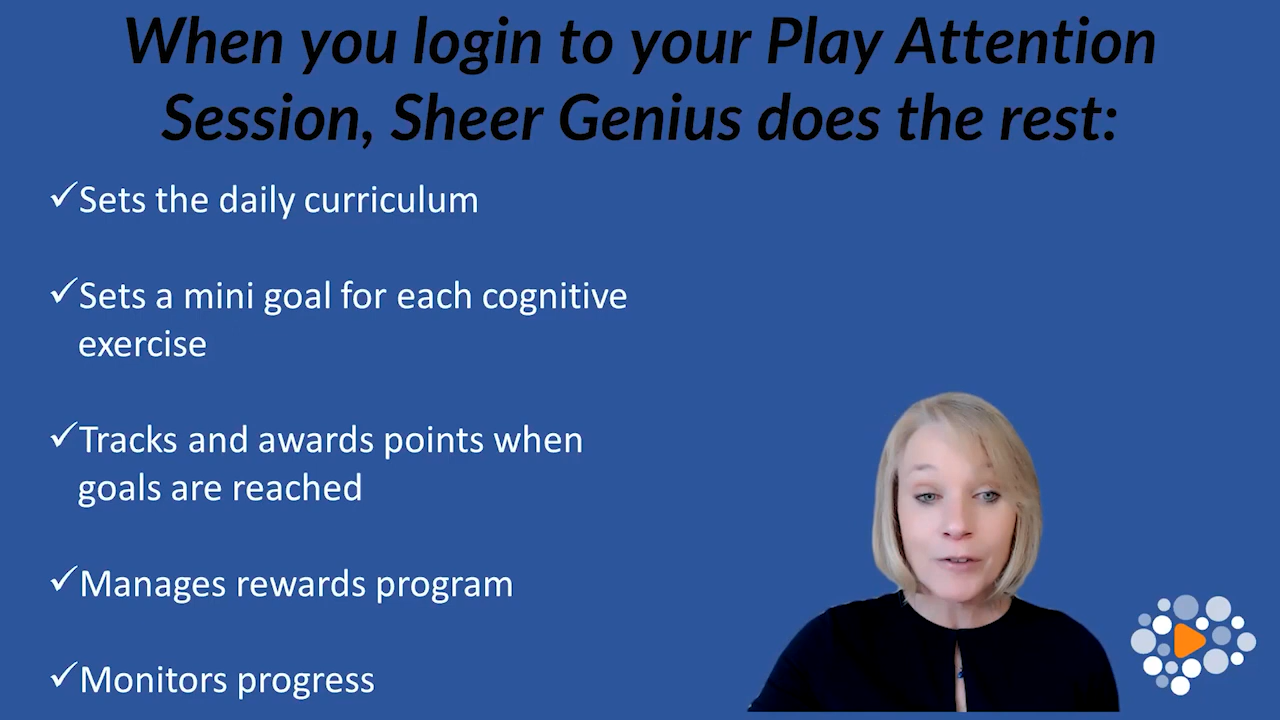 When you login to your Play Attention
Session, Sheer Genius does the rest:
✓Sets the daily curriculum
✓Sets a mini goal for each cognitive
exercise
✓Tracks and awards points when
goals are reached
✓Manages rewards program
✓Monitors progress